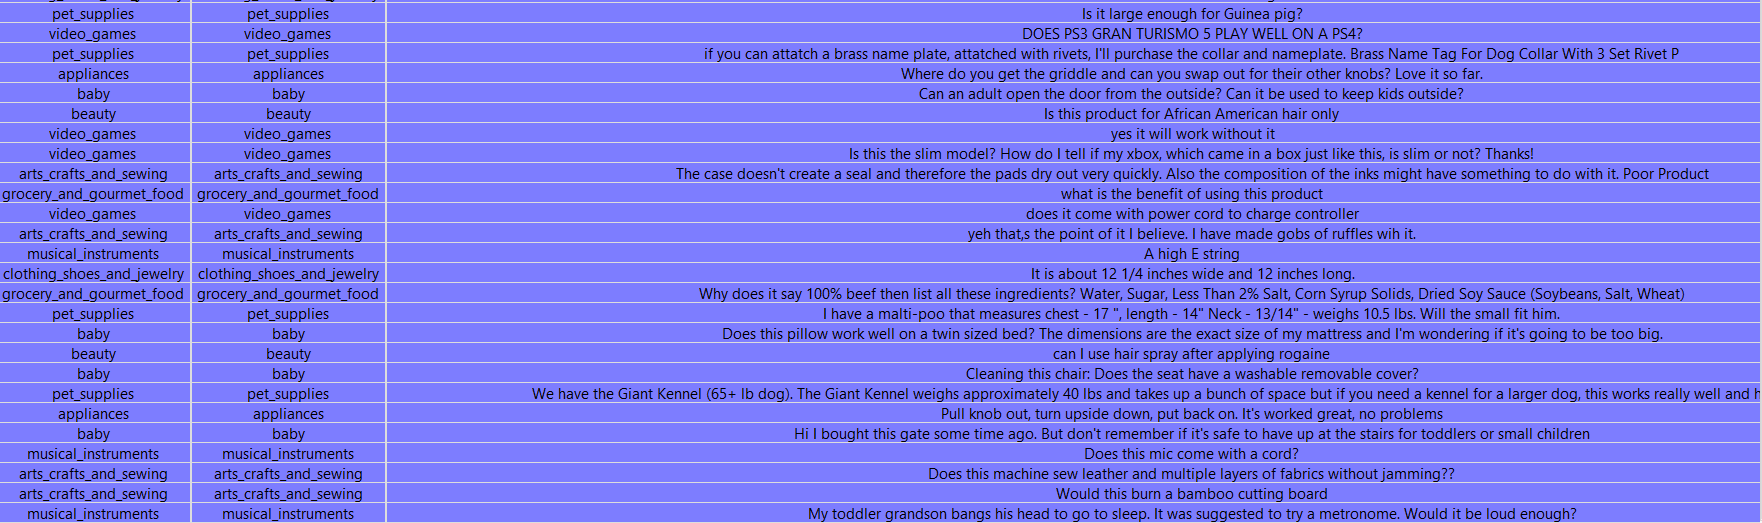 pet_supplies pet_supplies Is it large enough for Guinea pig?
video_games video_games DOES PS3 GRAN TURISMO 5 PLAY WELL ON A PS4?
pet_supplies pet_supplies if you can attatch a brass name plate, attatched with rivets, I'll purchase the collar and nameplate. Brass Name Tag For Dog Collar With 3 Set Rivet P
appliances appliances Where do you get the griddle and can you swap out for their other knobs? Love it so far.
baby baby Can an adult open the door from the outside? Can it be used to keep kids outside?
beauty beauty Is this product for African American hair only
video_games video_games yes it will work without it
video_games video_games Is this the slim model? How do I tell if my xbox, which came in a box just like this, is slim or not? Thanks!
arts_crafts_and_sewing arts_crafts_and_sewing The case doesn't create a seal and therefore the pads dry out very quickly. Also the composition of the inks might have something to do with it. Poor Product
grocery_and_gourmet_food grocery_and_gourmet_food what is the benefit of using this product
video_games video_games does it come with power cord to charge controller
arts_crafts_and_sewing arts_crafts_and_sewing yeh that,s the point of it I believe. I have made gobs of ruffles wih it.
musical_instruments musical_instruments A high E string
clothing_shoes_and_jewelry clothing_shoes_and_jewelry It is about 12 1/4 inches wide and 12 inches long.
grocery_and_gourmet_food grocery_and_gourmet_food Why does it say 100% beef then list all these ingredients? Water, Sugar, Less Than 2% Salt, Corn Syrup Solids, Dried Soy Sauce (Soybeans, Salt, Wheat)
pet_supplies pet_supplies I have a malti-poo that measures chest - 17 ", length - 14" Neck - 13/14" - weighs 10.5 lbs. Will the small fit him.
baby baby Does this pillow work well on a twin sized bed? The dimensions are the exact size of my mattress and I'm wondering if it's going to be too big.
beauty beauty can I use hair spray after applying rogaine
baby baby Cleaning this chair: Does the seat have a washable removable cover?
pet_supplies pet_supplies We have the Giant Kennel (65+ lb dog). The Giant Kennel weighs approximately 40 lbs and takes up a bunch of space but if you need a kennel for a larger dog, this works really well and
appliances appliances Pull knob out, turn upside down, put back on. It's worked great, no problems
baby baby Hi I bought this gate some time ago. But don't remember if it's safe to have up at the stairs for toddlers or small children
musical_instruments musical_instruments Does this mic come with a cord?
arts_crafts_and_sewing arts_crafts_and_sewing Does this machine sew leather and multiple layers of fabrics without jamming??
arts_crafts_and_sewing arts_crafts_and_sewing Would this burn a bamboo cutting board
musical_instruments musical_instruments My toddler grandson bangs his head to go to sleep. It was suggested to try a metronome. Would it be loud enough?